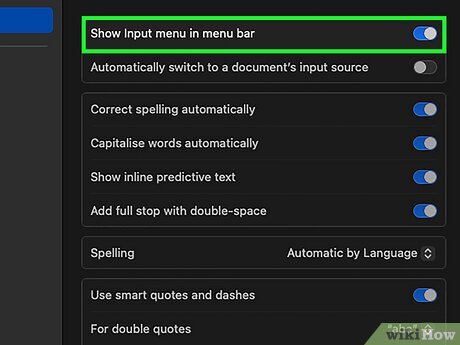 Show Input menu in menu bar
Automatically switch to a document's input source
Correct spelling automatically
Capitalise words automatically
Show inline predictive text
Add full stop with double-space
Spelling Automatic by Language
Use smart quotes and dashes
For double quotes "abc"
wikiHow